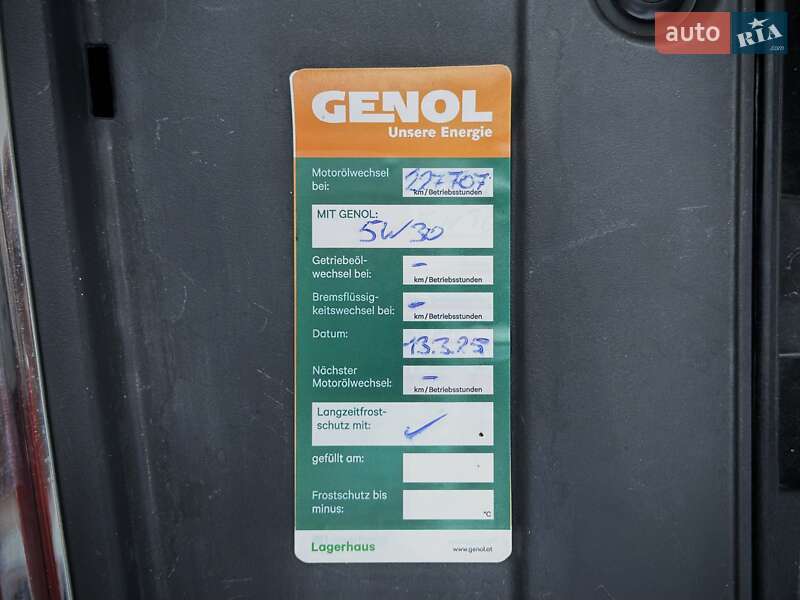 auto RIA
.com
GENOL
Unsere Energie
Motorölwechsel
bei:
227707
km/Betriebsstunden
MIT GENOL:
5W30
Getriebeöl-
wechsel bei:
-
km/Betriebsstunden
Bremsflüssig-
keitswechsel bei:
-
km/Betriebsstunden
Datum:
13.3.25
Nächster
Motorölwechsel:
-
km/Betriebsstunden
Langzeitfrost-
schutz mit:
✓
gefüllt am:
Frostschutz bis
minus:
°C
Lagerhaus
www.genol.at